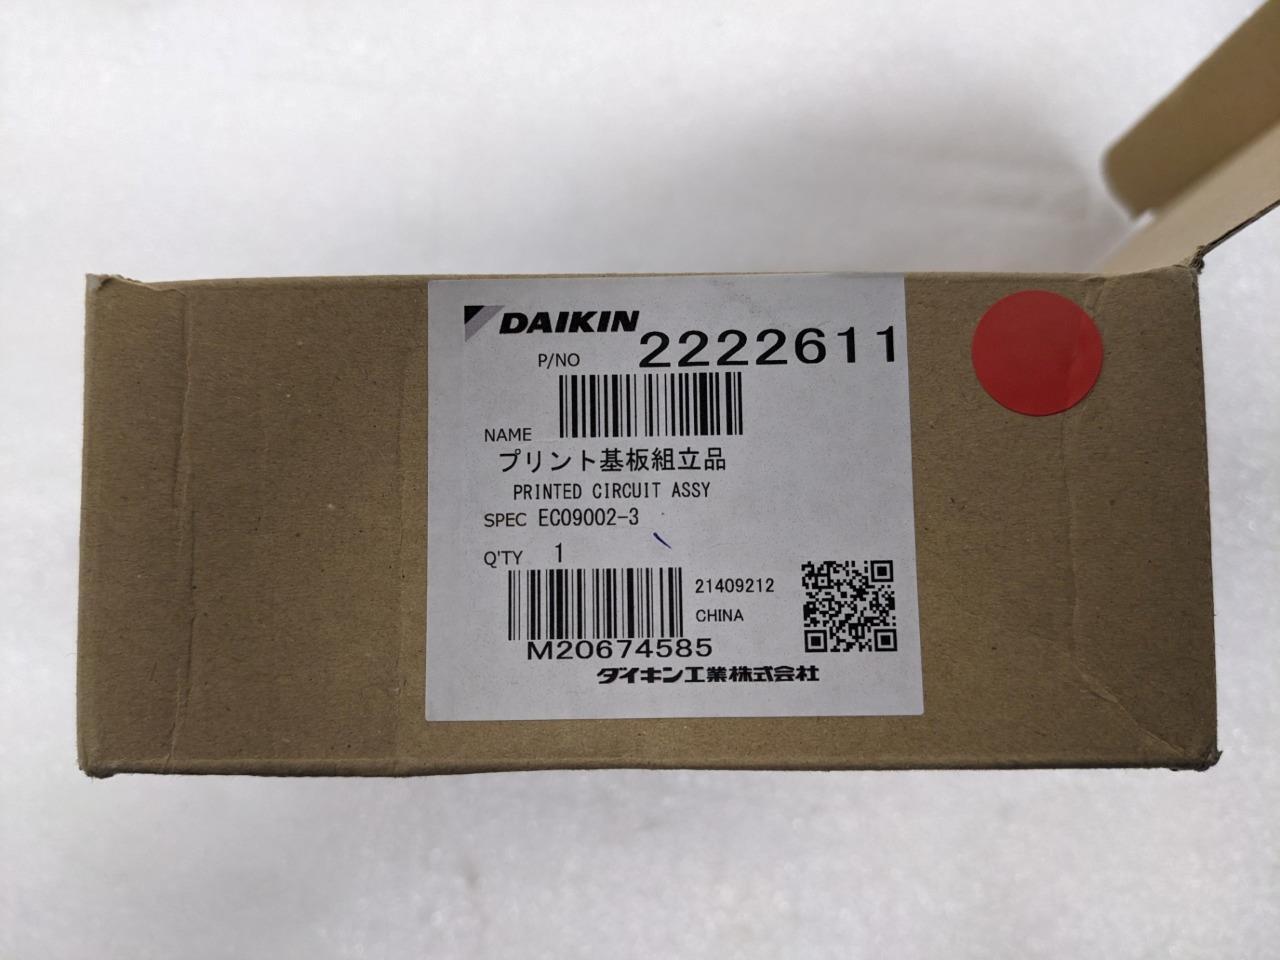 DAIKIN
P/NO 2222611
NAME
プリント基板組立品
PRINTED CIRCUIT ASSY
SPEC EC09002-3
Q'TY 1
21409212
CHINA
M20674585
ダイキン工業株式会社